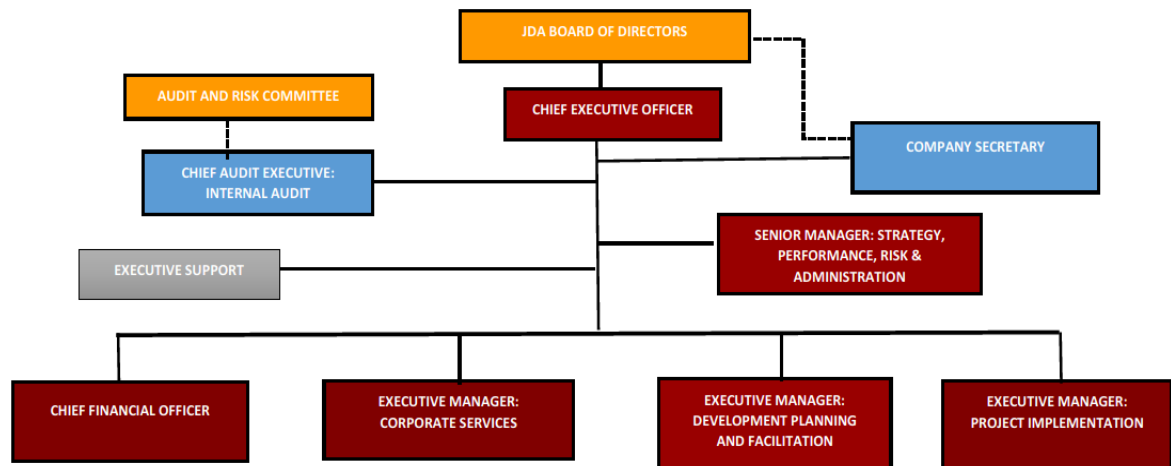 JDA BOARD OF DIRECTORS
AUDIT AND RISK COMMITTEE
CHIEF EXECUTIVE OFFICER
COMPANY SECRETARY
CHIEF AUDIT EXECUTIVE:
INTERNAL AUDIT
SENIOR MANAGER: STRATEGY,
PERFORMANCE, RISK &
ADMINISTRATION
EXECUTIVE SUPPORT
CHIEF FINANCIAL OFFICER
EXECUTIVE MANAGER:
CORPORATE SERVICES
EXECUTIVE MANAGER:
DEVELOPMENT PLANNING
AND FACILITATION
EXECUTIVE MANAGER:
PROJECT IMPLEMENTATION